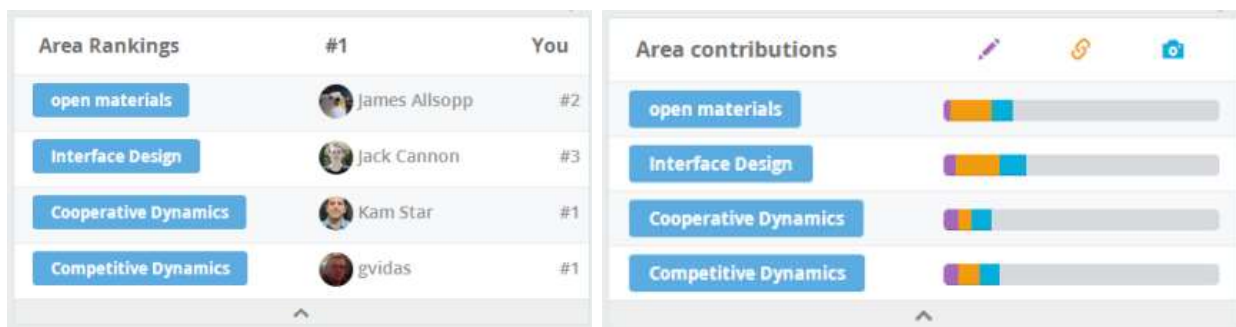 Area Rankings #1 You
open materials James Allsopp #2
Interface Design Jack Cannon #3
Cooperative Dynamics Kam Star #1
Competitive Dynamics gvidas #1
Area contributions
open materials
Interface Design
Cooperative Dynamics
Competitive Dynamics